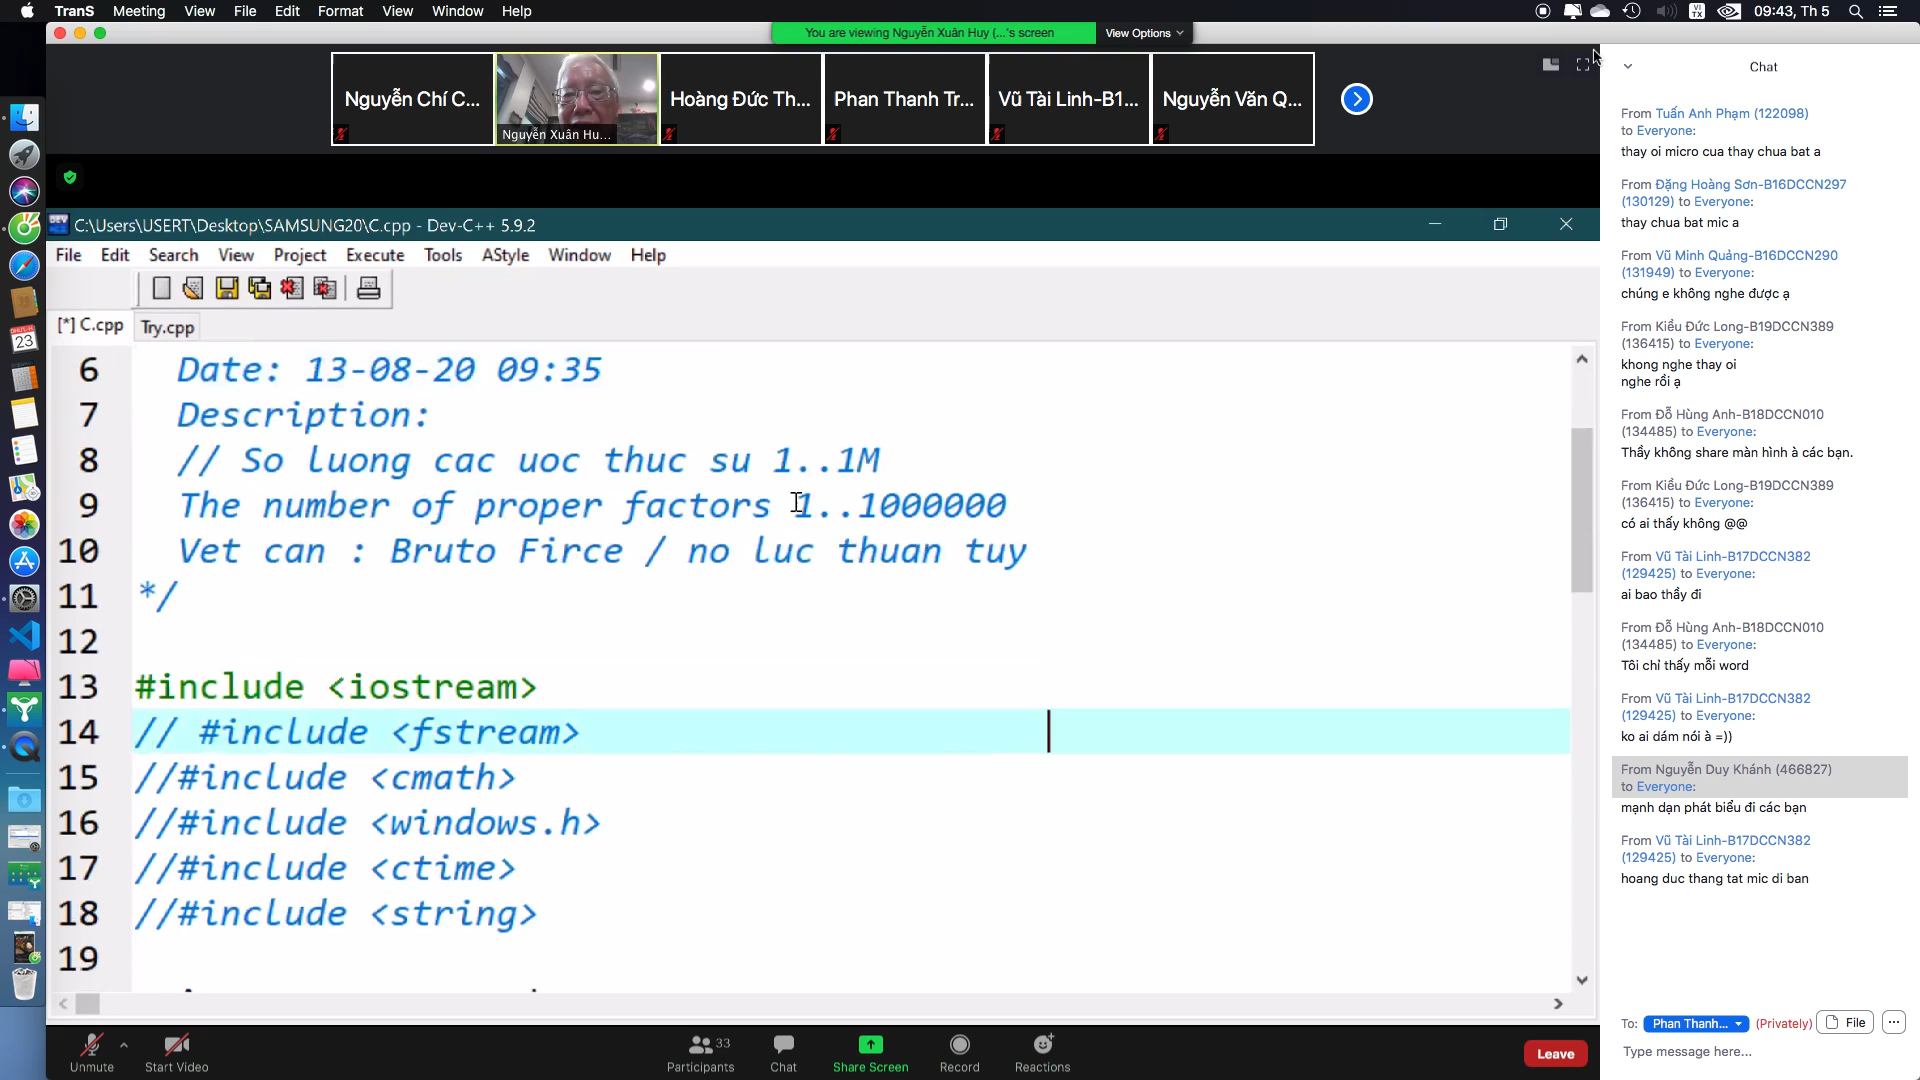 TranS Meeting View File Edit Format View Window Help
VI
TX
09:43, Th 5
You are viewing Nguyễn Xuân Huy (...'s screen
View Options
Nguyễn Chí C...
Nguyễn Xuân Hu...
Hoàng Đức Th...
Phan Thanh Tr...
Vũ Tài Linh-B1...
Nguyễn Văn Q...
C:\Users\USERT\Desktop\SAMSUNG20\C.cpp - Dev-C++ 5.9.2
File Edit Search View Project Execute Tools AStyle Window Help
[*] C.cpp
Try.cpp
6 Date: 13-08-20 09:35
7 Description:
8 // So luong cac uoc thuc su 1..1M
9 The number of proper factors 1..1000000
10 Vet can : Bruto Firce / no luc thuan tuy
11 */
12
13 #include <iostream>
14 // #include <fstream>
15 //#include <cmath>
16 //#include <windows.h>
17 //#include <ctime>
18 //#include <string>
19
23
Unmute
Start Video
Participants
33
Chat
Share Screen
Record
Reactions
Leave
Chat
From Tuấn Anh Phạm (122098)
to Everyone:
thay oi micro cua thay chua bat a
From Đặng Hoàng Sơn-B16DCCN297
(130129) to Everyone:
thay chua bat mic a
From Vũ Minh Quảng-B16DCCN290
(131949) to Everyone:
chúng e không nghe được ạ
From Kiều Đức Long-B19DCCN389
(136415) to Everyone:
khong nghe thay oi
nghe rồi ạ
From Đỗ Hùng Anh-B18DCCN010
(134485) to Everyone:
Thầy không share màn hình à các bạn.
From Kiều Đức Long-B19DCCN389
(136415) to Everyone:
có ai thấy không @@
From Vũ Tài Linh-B17DCCN382
(129425) to Everyone:
ai bao thầy đi
From Đỗ Hùng Anh-B18DCCN010
(134485) to Everyone:
Tôi chỉ thấy mỗi word
From Vũ Tài Linh-B17DCCN382
(129425) to Everyone:
ko ai dám nói à =))
From Nguyễn Duy Khánh (466827)
to Everyone:
mạnh dạn phát biểu đi các bạn
From Vũ Tài Linh-B17DCCN382
(129425) to Everyone:
hoang duc thang tat mic di ban
To: Phan Thanh... (Privately) File ...
Type message here...